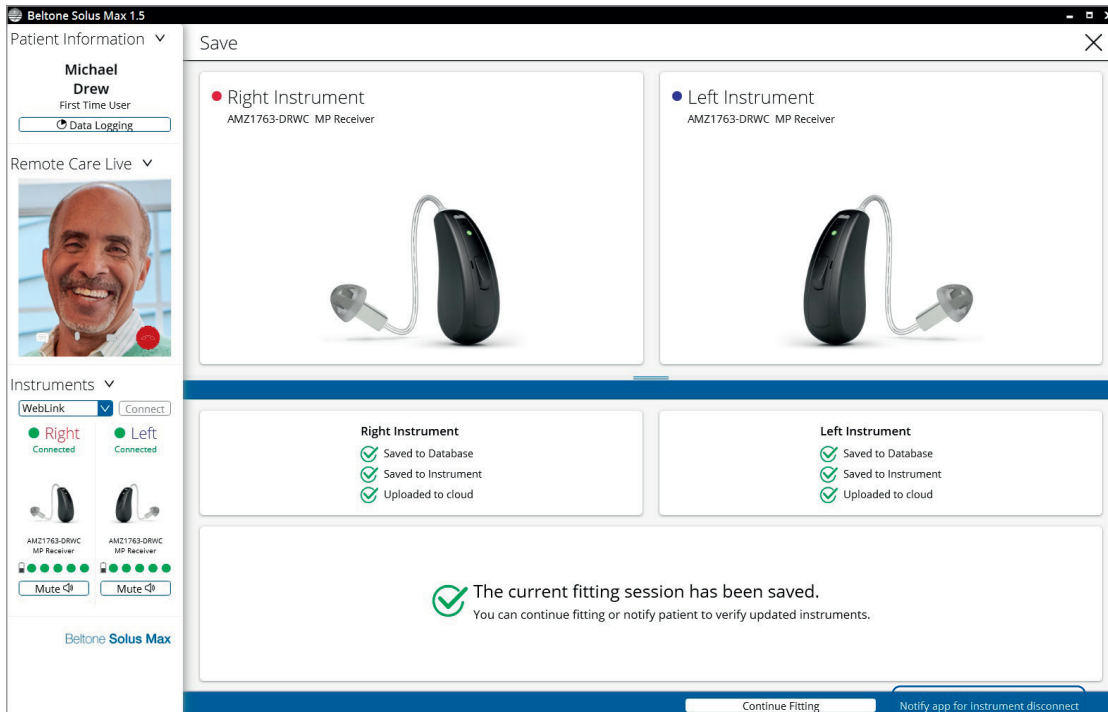 Beltone Solus Max 1.5
Patient Information
Michael
Drew
First Time User
Data Logging
Remote Care Live
Instruments
WebLink
Connect
Right
Left
Connected
Connected
AMZ1763-DRWC
MP Receiver
AMZ1763-DRWC
MP Receiver
Mute
Mute
Beltone Solus Max
Save
Right Instrument
AMZ1763-DRWC MP Receiver
Left Instrument
AMZ1763-DRWC MP Receiver
Right Instrument
Saved to Database
Saved to Instrument
Uploaded to cloud
Left Instrument
Saved to Database
Saved to Instrument
Uploaded to cloud
The current fitting session has been saved.
You can continue fitting or notify patient to verify updated instruments.
Continue Fitting
Notify app for instrument disconnect